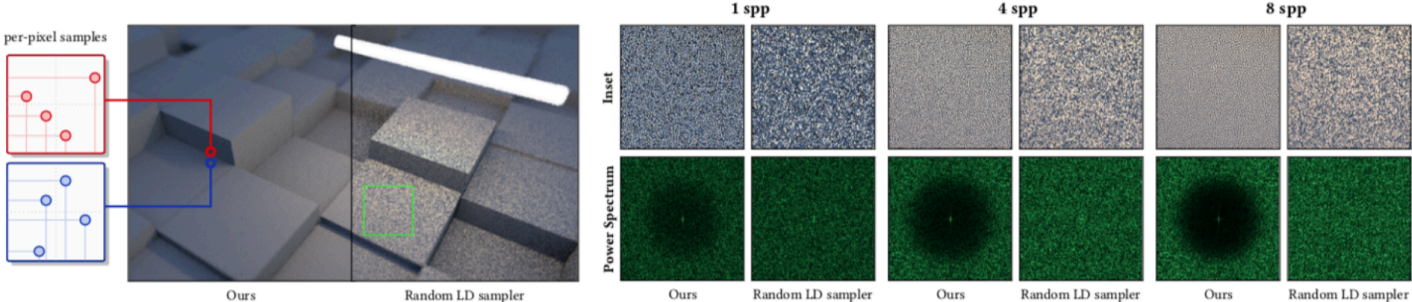 1 spp 4 spp 8 spp
per-pixel samples
Inset
Power Spectrum
Ours Random LD sampler Ours Random LD sampler Ours Random LD sampler Ours Random LD sampler